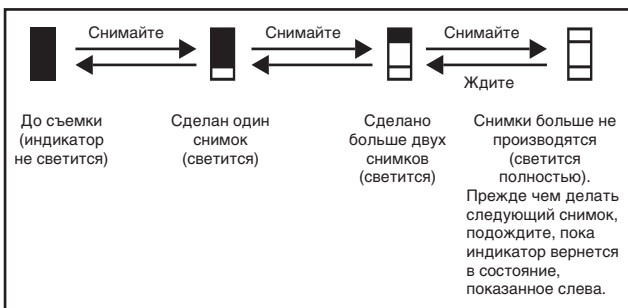 Снимайте
Снимайте
Снимайте
Ждите
До съемки
(индикатор
не светится)
Сделан один
снимок
(светится)
Сделано
больше двух
снимков
(светится)
Снимки больше не
производятся
(светится
полностью).
Прежде чем делать
следующий снимок,
подождите, пока
индикатор вернется
в состояние,
показанное слева.